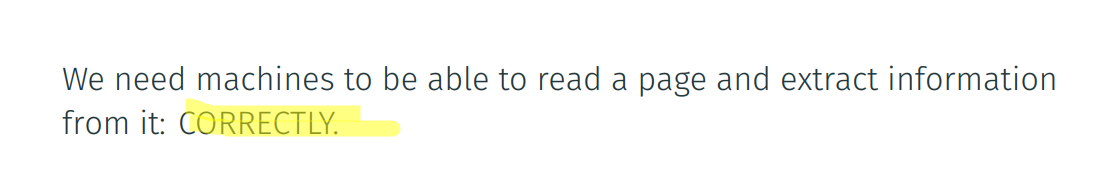 We need machines to be able to read a page and extract information
from it: CORRECTLY.